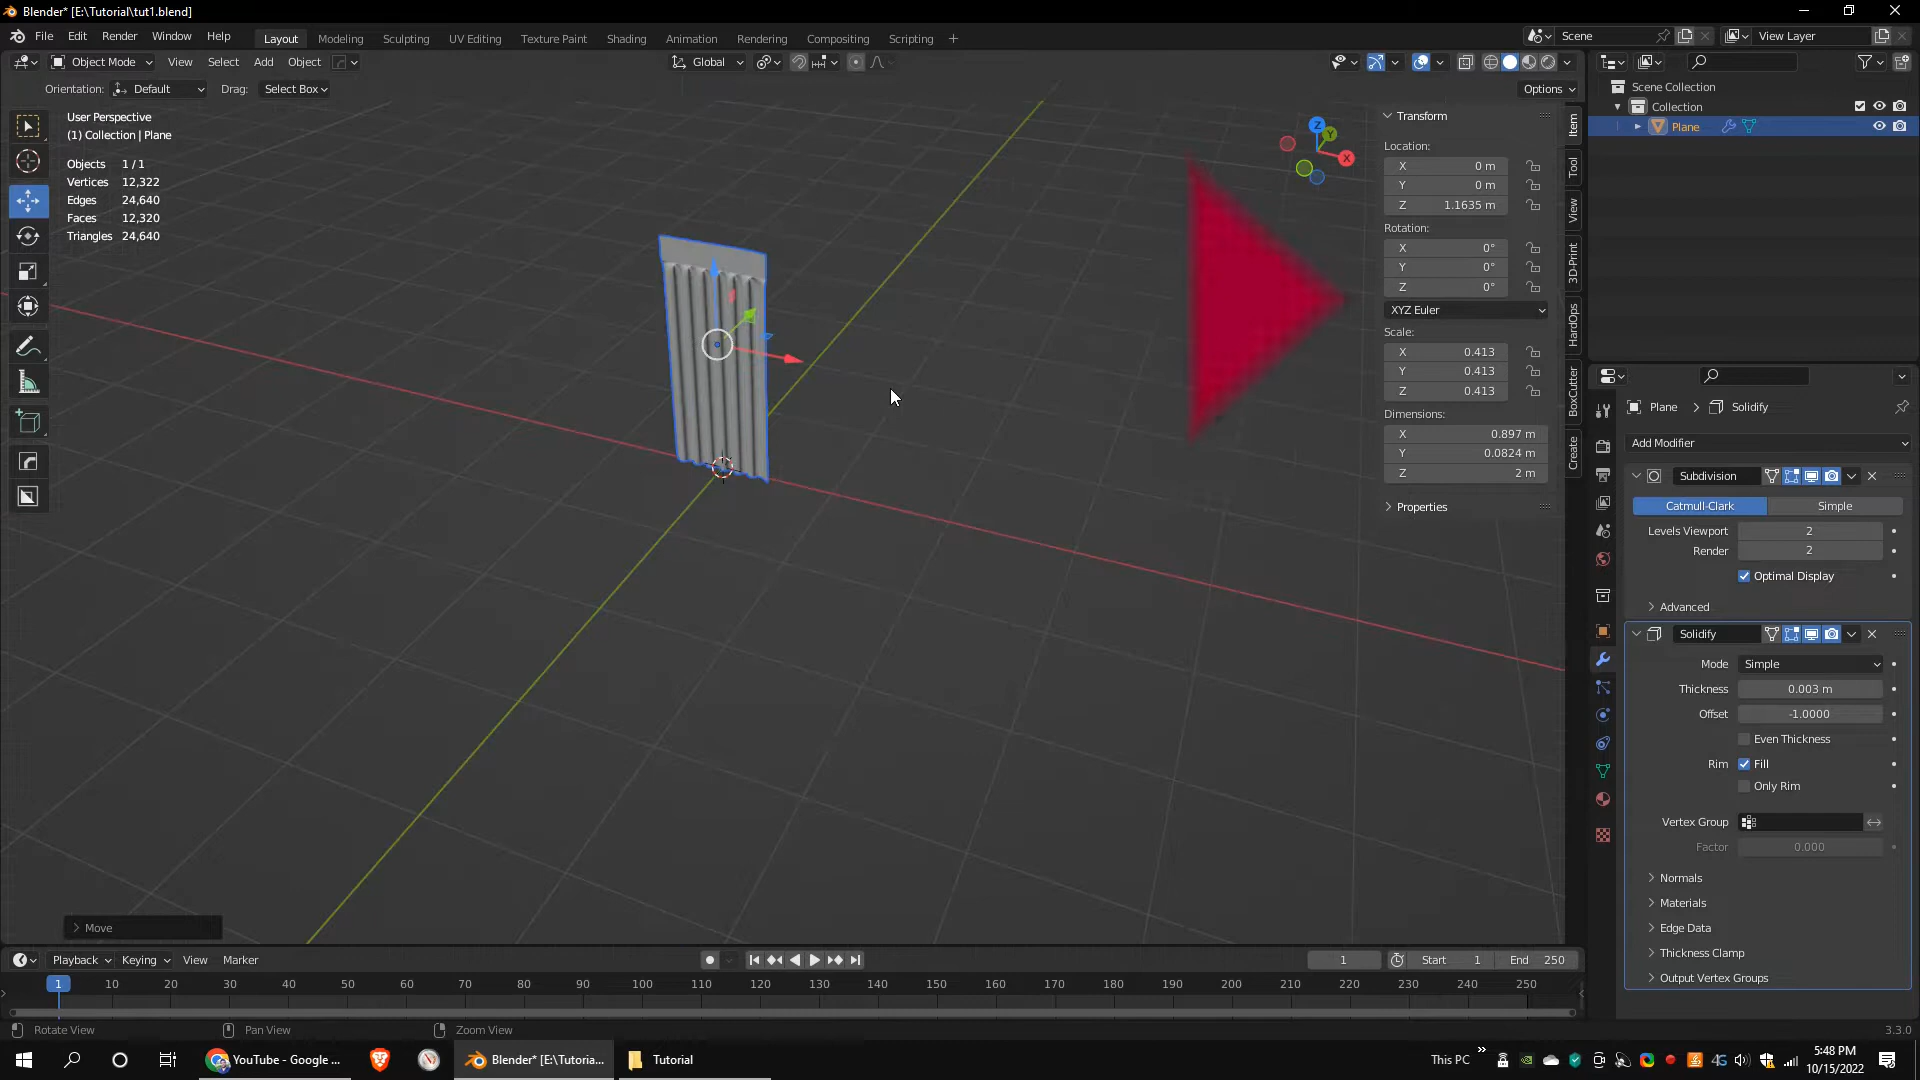 Blender* [E:\Tutorial\tut1.blend]
File Edit Render Window Help Layout Modeling Sculpting UV Editing Texture Paint Shading Animation Rendering Compositing Scripting Scene View Layer
Object Mode View Select Add Object Global
Orientation: Default Drag: Select Box Options
User Perspective
(1) Collection | Plane
Objects 1 / 1
Vertices 12,322
Edges 24,640
Faces 12,320
Triangles 24,640
Z
Y
X
Transform
Location:
X 0 m
Y 0 m
Z 1.1635 m
Rotation:
X 0°
Y 0°
Z 0°
XYZ Euler
Scale:
X 0.413
Y 0.413
Z 0.413
Dimensions:
X 0.897 m
Y 0.0824 m
Z 2 m
Properties
Item
Tool
View
3D-Print
HardOps
BoxCutter
Create
Scene Collection
Collection
Plane
Plane Solidify
Add Modifier
Subdivision
Catmull-Clark Simple
Levels Viewport 2
Render 2
Optimal Display
Advanced
Solidify
Mode Simple
Thickness 0.003 m
Offset -1.0000
Even Thickness
Rim Fill
Only Rim
Vertex Group
Factor 0.000
Normals
Materials
Edge Data
Thickness Clamp
Output Vertex Groups
Move
Playback Keying View Marker 1 Start 1 End 250
1 10 20 30 40 50 60 70 80 90 100 110 120 130 140 150 160 170 180 190 200 210 220 230 240 250
Rotate View Pan View Zoom View 3.3.0
YouTube - Google ... Blender* [E:\Tutoria... Tutorial This PC 4G 5:48 PM
10/15/2022